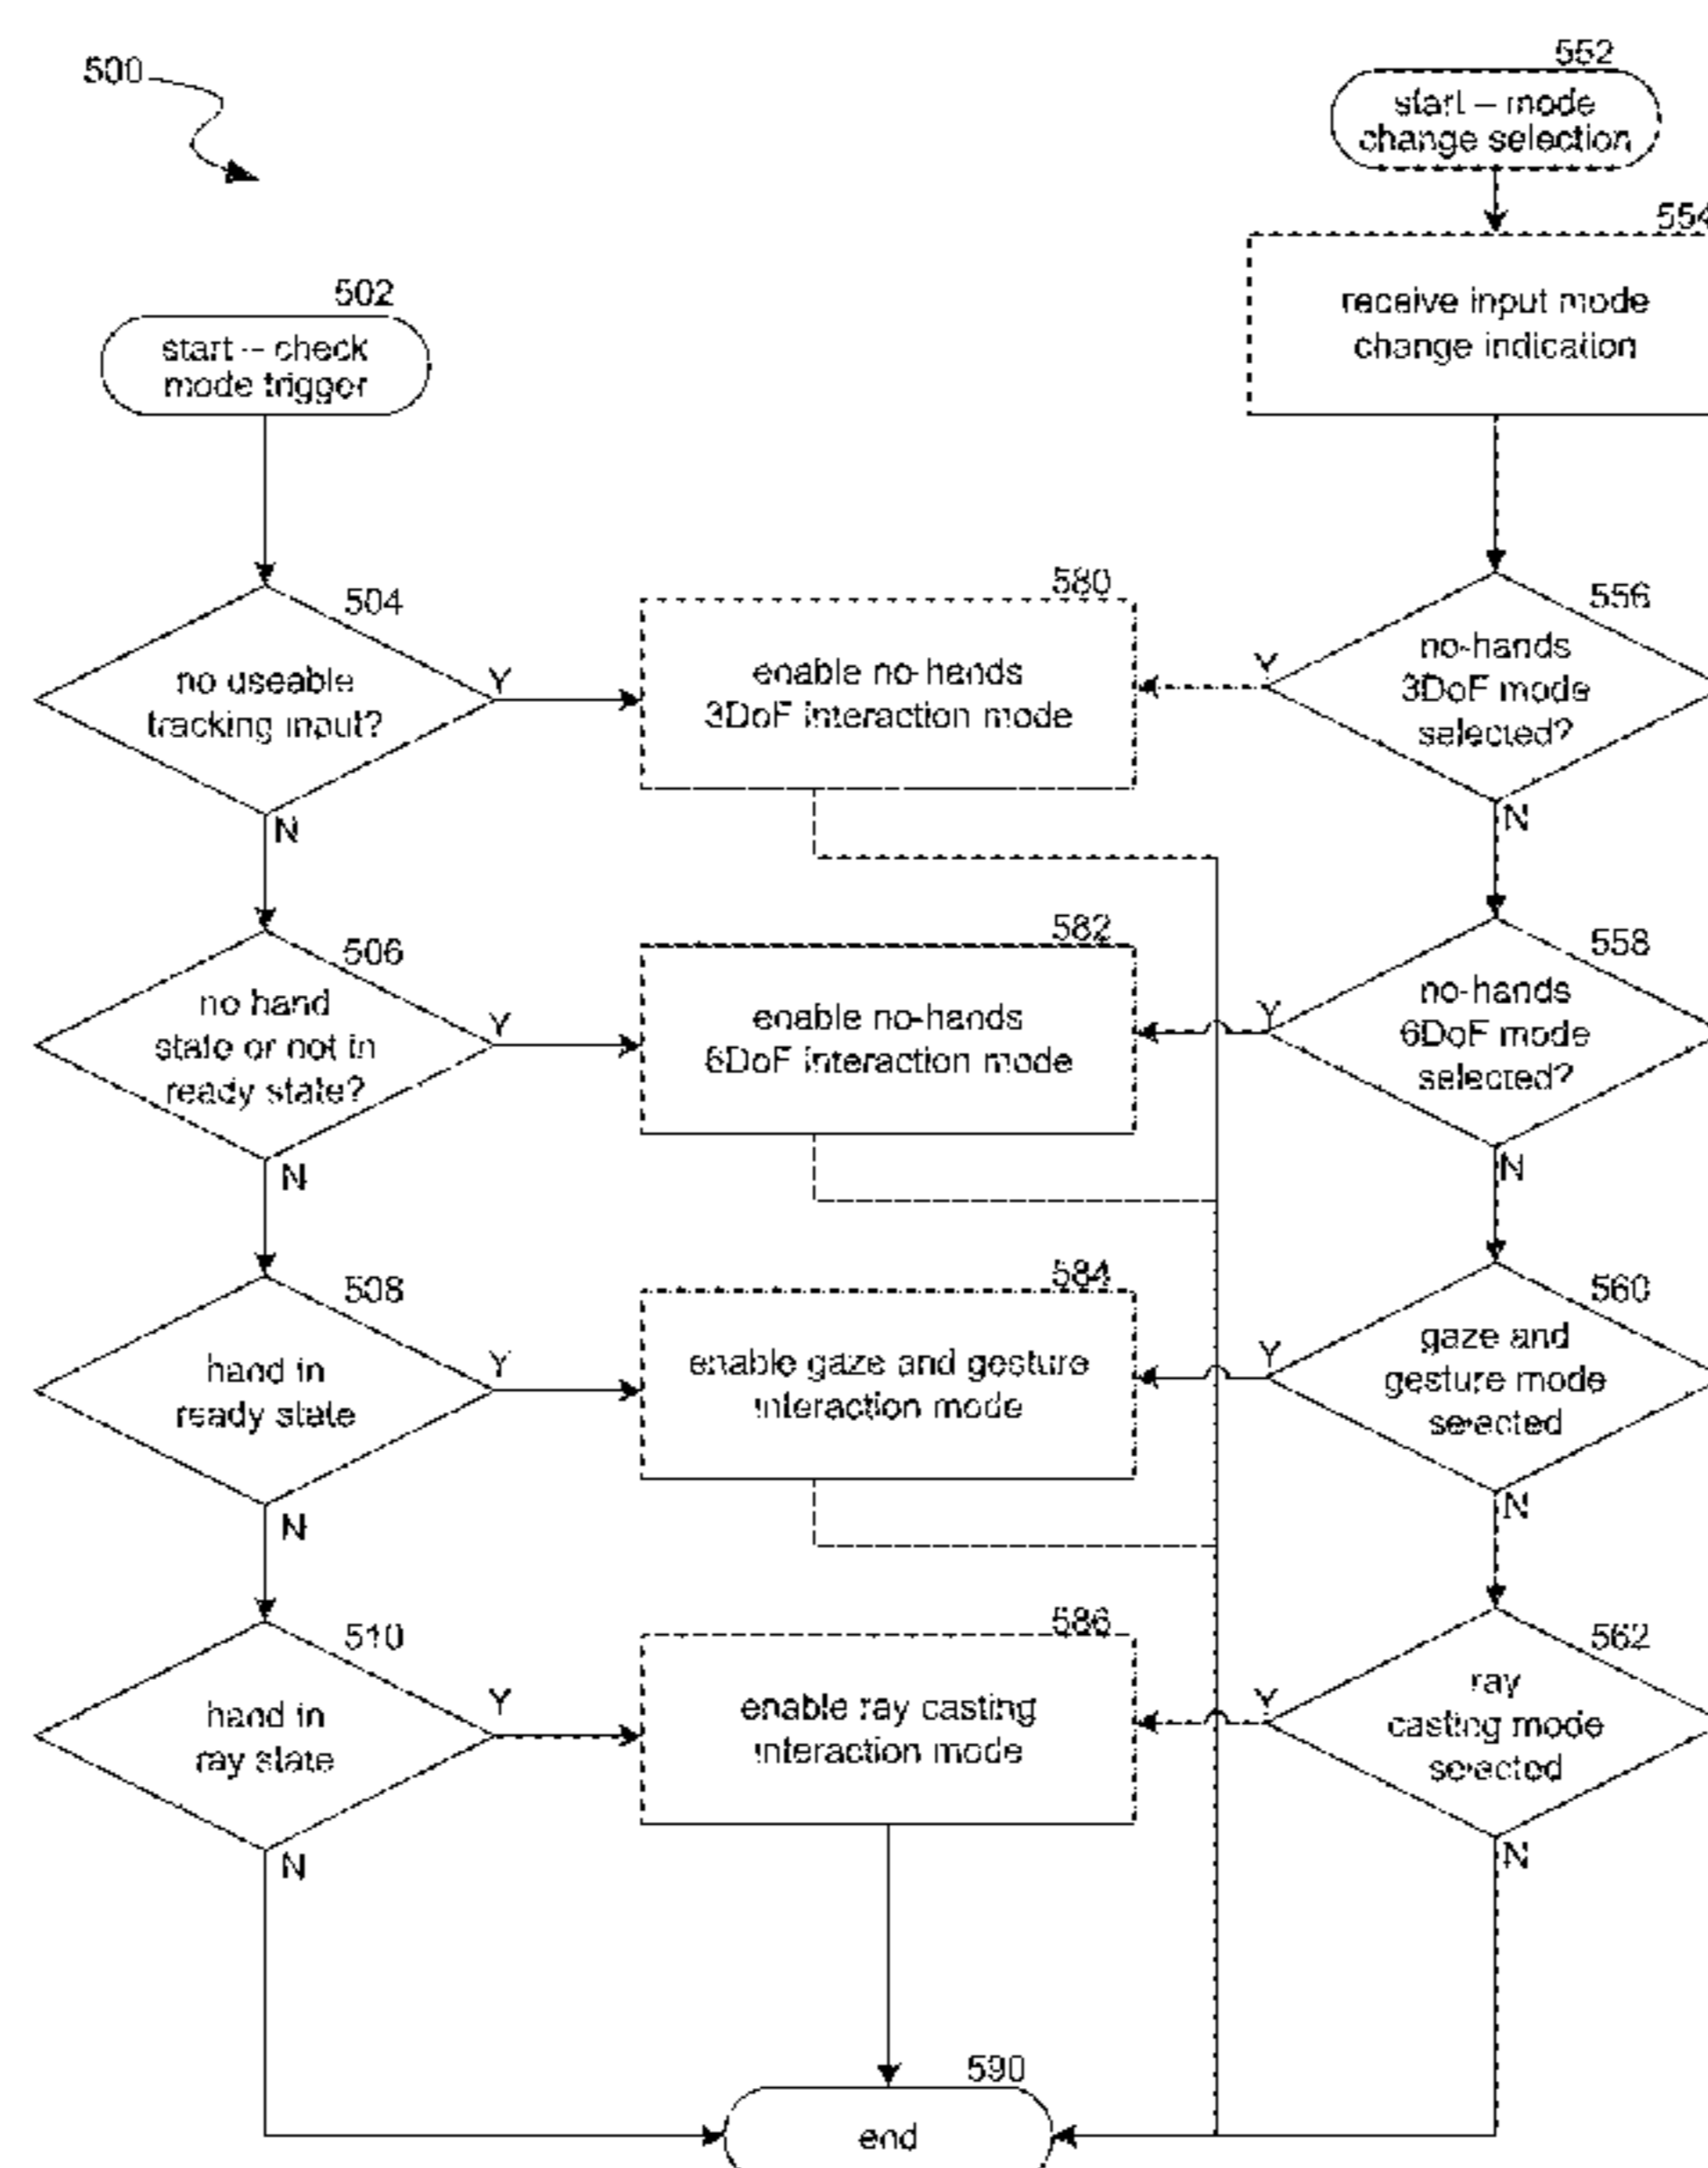 500
552
start – mode
change selection
554
receive input mode
change indication
502
start – check
mode trigger
504
no useable
tracking input?
Y
N
580
enable no-hands
3DoF interaction mode
556
no-hands
3DoF mode
selected?
Y
N
506
no hand
state or not in
ready state?
Y
N
582
enable no-hands
6DoF interaction mode
558
no-hands
6DoF mode
selected?
Y
N
508
hand in
ready state
Y
N
584
enable gaze and gesture
interaction mode
560
gaze and
gesture mode
selected
Y
N
510
hand in
ray state
Y
N
586
enable ray casting
interaction mode
562
ray
casting mode
selected
Y
N
590
end